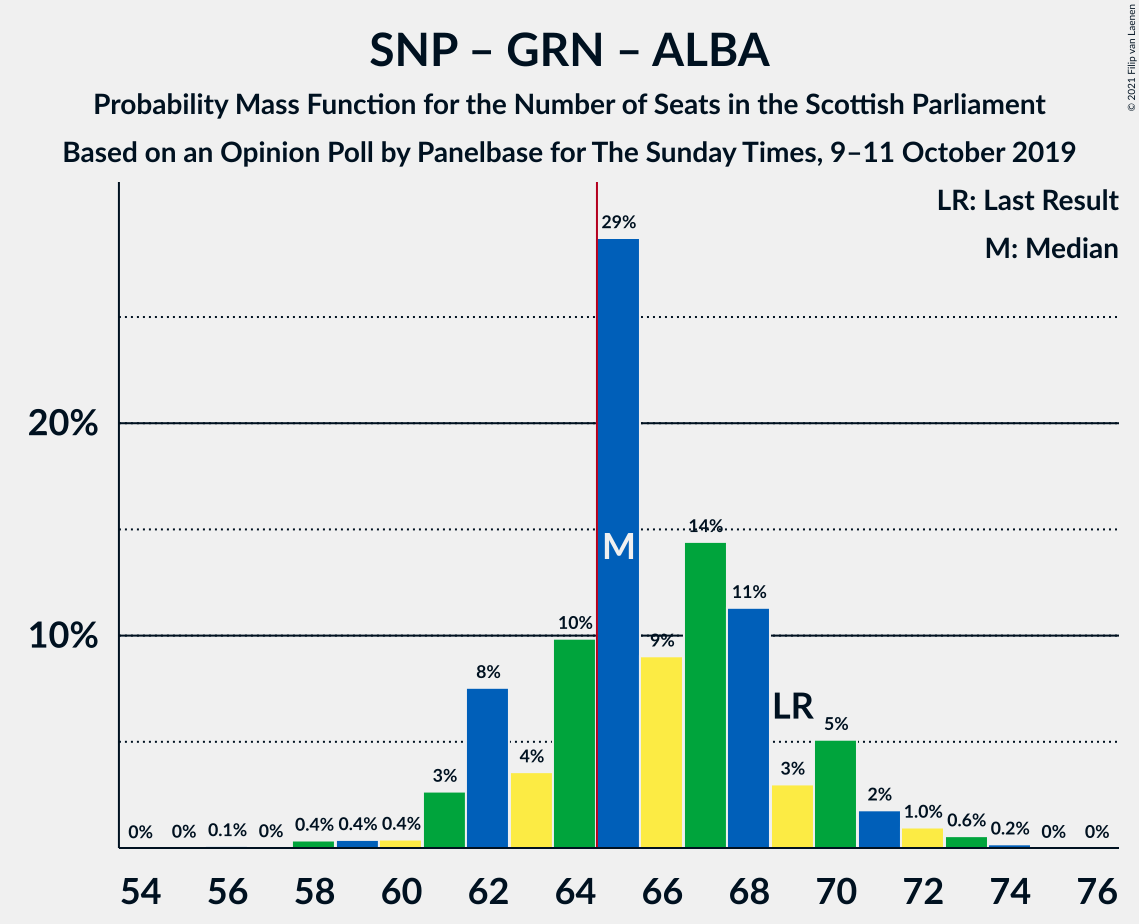 SNP – GRN – ALBA
Probability Mass Function for the Number of Seats in the Scottish Parliament
Based on an Opinion Poll by Panelbase for The Sunday Times, 9–11 October 2019
© 2021 Filip van Laenen
LR: Last Result
M: Median
20%
10%
0% 0% 0.1% 0% 0.4% 0.4% 0.4% 3% 8% 4% 10% 29% 9% 14% 11% 3% 5% 2% 1.0% 0.6% 0.2% 0% 0%
M
LR
54 56 58 60 62 64 66 68 70 72 74 76